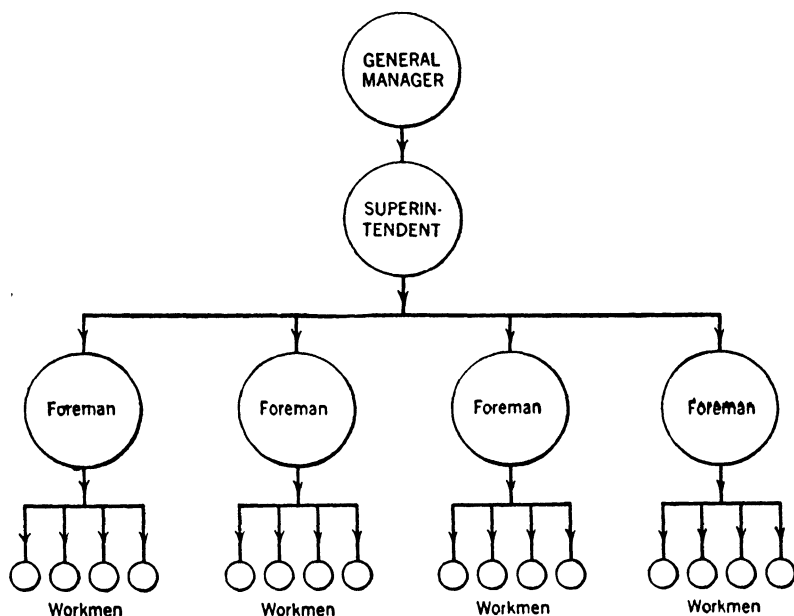 GENERAL
MANAGER
SUPERIN-
TENDENT
Foreman
Foreman
Foreman
Foreman
Workmen
Workmen
Workmen
Workmen